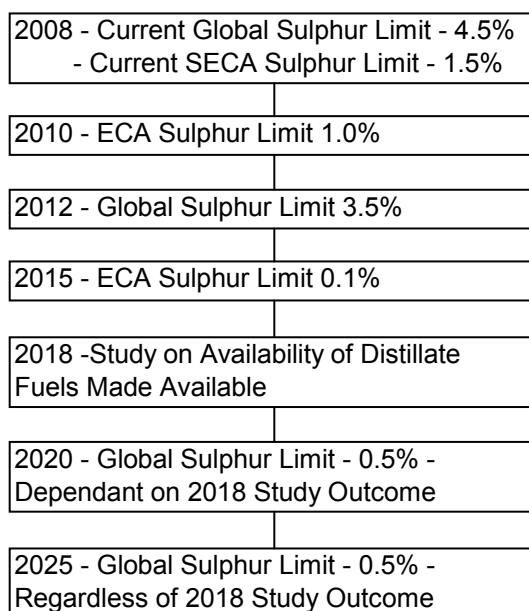 2008 - Current Global Sulphur Limit - 4.5%
- Current SECA Sulphur Limit - 1.5%
2010 - ECA Sulphur Limit 1.0%
2012 - Global Sulphur Limit 3.5%
2015 - ECA Sulphur Limit 0.1%
2018 -Study on Availability of Distillate
Fuels Made Available
2020 - Global Sulphur Limit - 0.5% -
Dependant on 2018 Study Outcome
2025 - Global Sulphur Limit - 0.5% -
Regardless of 2018 Study Outcome